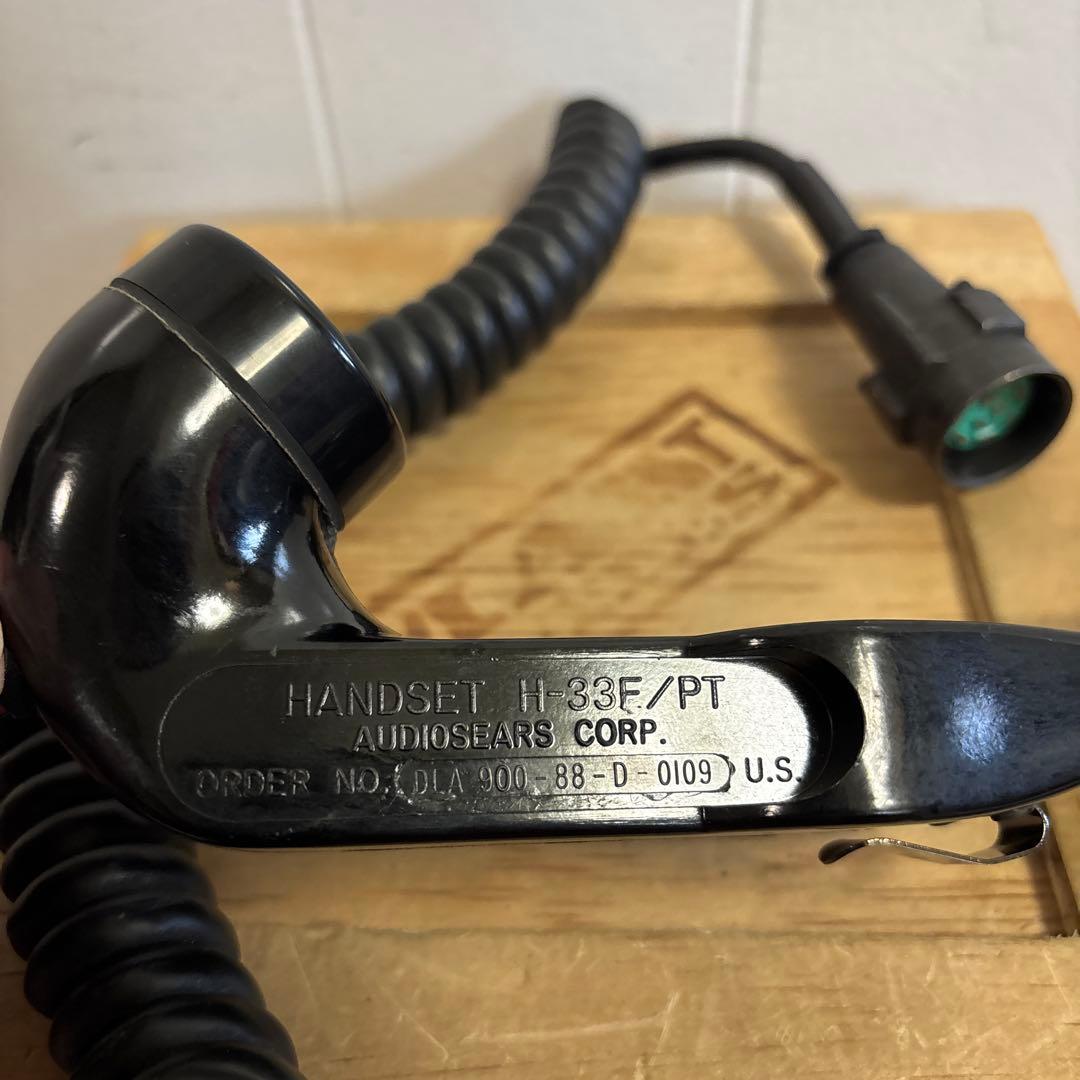 HANDSET H-33F/PT
AUDIOSEARS CORP.
ORDER NO. (DLA 900-88-D-0109) U.S.